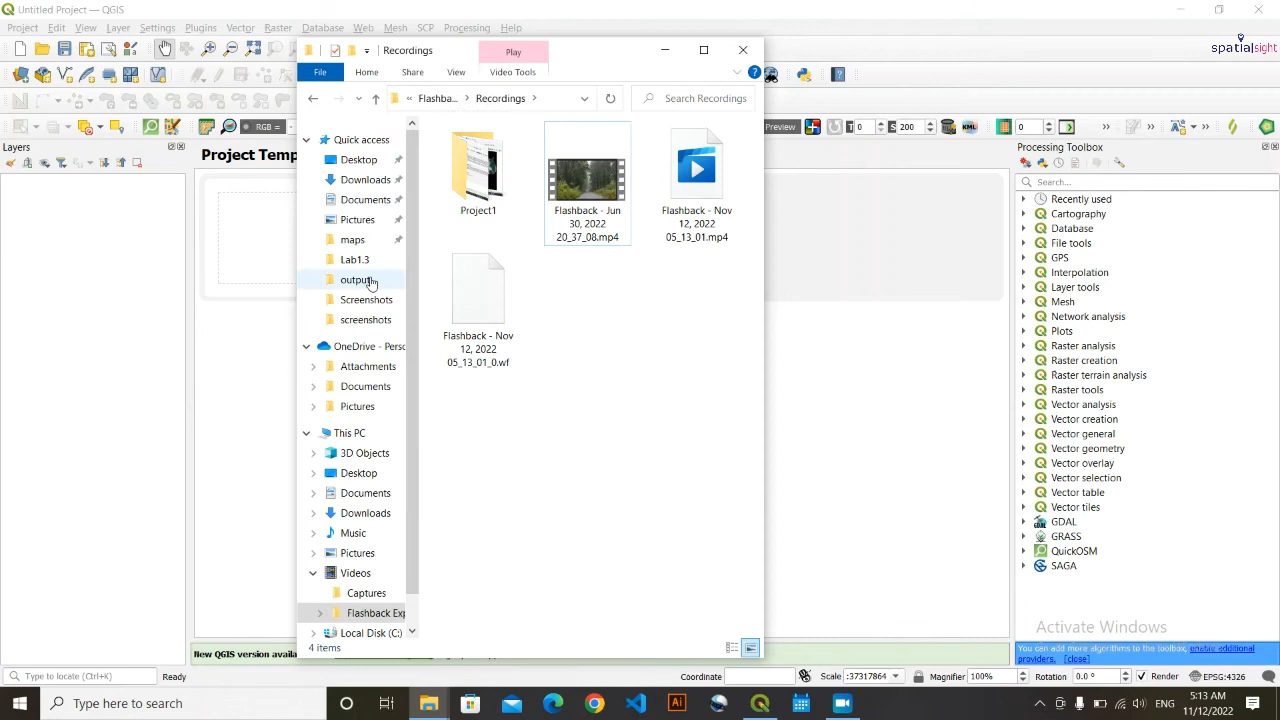 Untitled Project — QGIS
Project Edit View Layer Settings Plugins Vector Raster Database Web Mesh SCP Processing Help
spatialsight
Recordings
Play
File Home Share View Video Tools
« Flashba... > Recordings >
Search Recordings
RGB =
Preview
T 0 S 200
KML
0
Layers
Project Temp
Quick access
Desktop
Downloads
Documents
Pictures
maps
Lab1.3
output
Screenshots
screenshots
OneDrive - Perso
Attachments
Documents
Pictures
This PC
3D Objects
Desktop
Documents
Downloads
Music
Pictures
Videos
Captures
Flashback Exp
Local Disk (C:)
4 items
Project1
Flashback - Jun
30, 2022
20_37_08.mp4
Flashback - Nov
12, 2022
05_13_01.mp4
Flashback - Nov
12, 2022
05_13_01_0.wf
Processing Toolbox
Search...
Recently used
Cartography
Database
File tools
GPS
Interpolation
Layer tools
Mesh
Network analysis
Plots
Raster analysis
Raster creation
Raster terrain analysis
Raster tools
Vector analysis
Vector creation
Vector general
Vector geometry
Vector overlay
Vector selection
Vector table
Vector tiles
GDAL
GRASS
QuickOSM
SAGA
Activate Windows
You can add more algorithms to the toolbox, enable additional
providers. [close]
New QGIS version availa
Type to locate (Ctrl+K)
Ready
Coordinate
Scale :37317864
Magnifier 100%
Rotation 0.0 °
Render
EPSG:4326
Type here to search
Ai
ENG
5:13 AM
11/12/2022